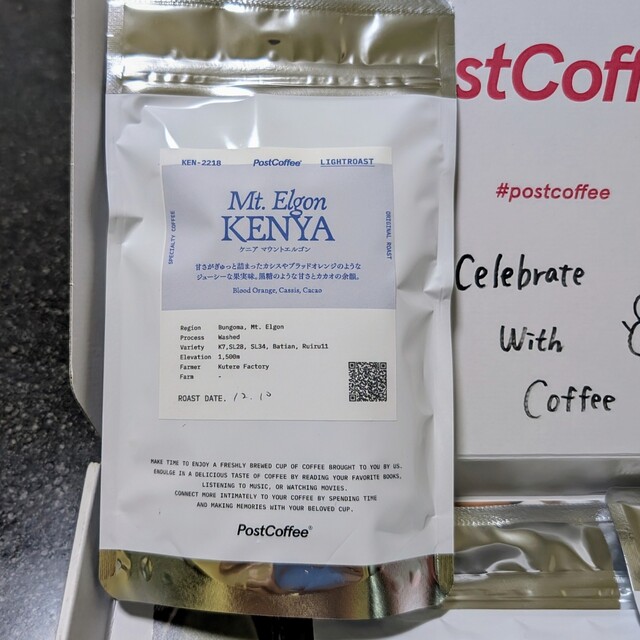 KEN-2218 PostCoffee® LIGHTROAST
Mt. Elgon
KENYA
ケニア マウントエルゴン
SPECIALTY COFFEE
ORIGINAL ROAST
甘さがぎゅっと詰まったカシスやブラッドオレンジのような
ジューシーな果実味。黒糖のような甘さとカカオの余韻。
Blood Orange, Cassis, Cacao
Region Bungoma, Mt. Elgon
Process Washed
Variety K7,SL28, SL34, Batian, Ruiru11
Elevation 1,500m
Farmer Kutere Factory
Farm -
ROAST DATE. 12.10
MAKE TIME TO ENJOY A FRESHLY BREWED CUP OF COFFEE BROUGHT TO YOU BY US.
INDULGE IN A DELICIOUS TASTE OF COFFEE BY READING YOUR FAVORITE BOOKS,
LISTENING TO MUSIC, OR WATCHING MOVIES.
CONNECT MORE INTIMATELY TO YOUR COFFEE BY SPENDING TIME
AND MAKING MEMORIES WITH YOUR BELOVED CUP.
PostCoffee®
stCoff
#postcoffee
Celebrate
With
Coffee